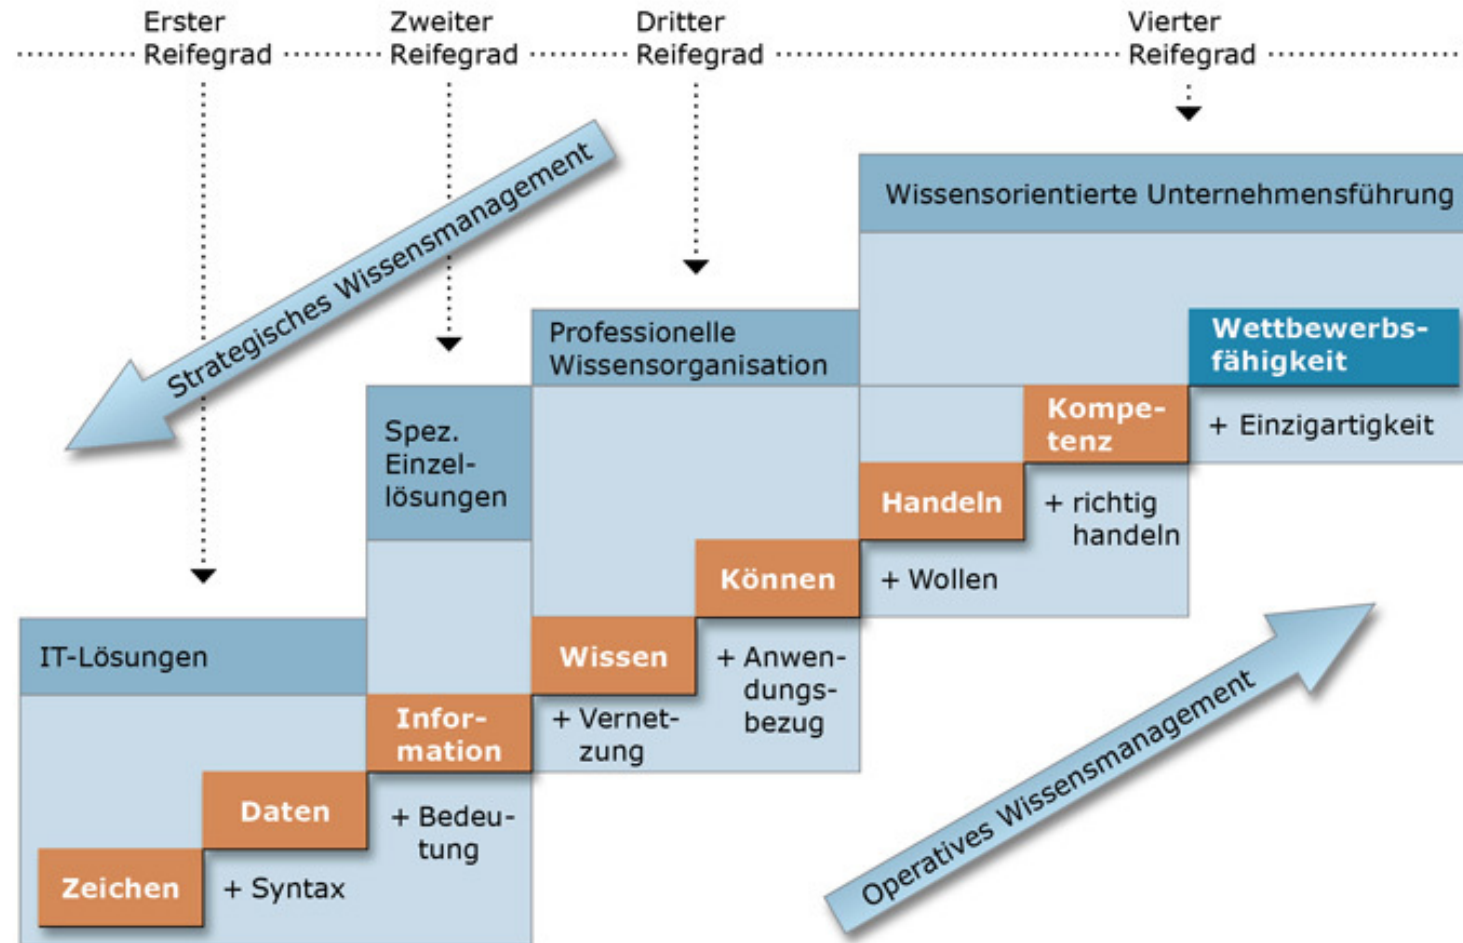 Erster
Reifegrad
Zweiter
Reifegrad
Dritter
Reifegrad
Vierter
Reifegrad
Strategisches Wissensmanagement
Wissensorientierte Unternehmensführung
Professionelle
Wissensorganisation
Wettbewerbs-
fähigkeit
Spez.
Einzel-
lösungen
Kompe-
tenz
+ Einzigartigkeit
Handeln
+ richtig
handeln
Können
+ Wollen
IT-Lösungen
Wissen
+ Anwen-
dungs-
bezug
Infor-
mation
+ Vernet-
zung
Daten
+ Bedeu-
tung
Zeichen
+ Syntax
Operatives Wissensmanagement